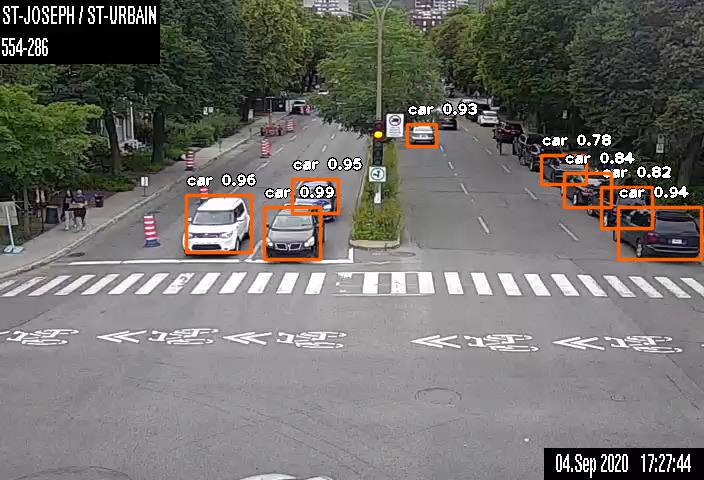 ST-JOSEPH / ST-URBAIN
554-286
car 0.93
car 0.78
car 0.84
car 0.82
car 0.95
car 0.96
car 0.99
car 0.94
04.Sep 2020 17:27:44